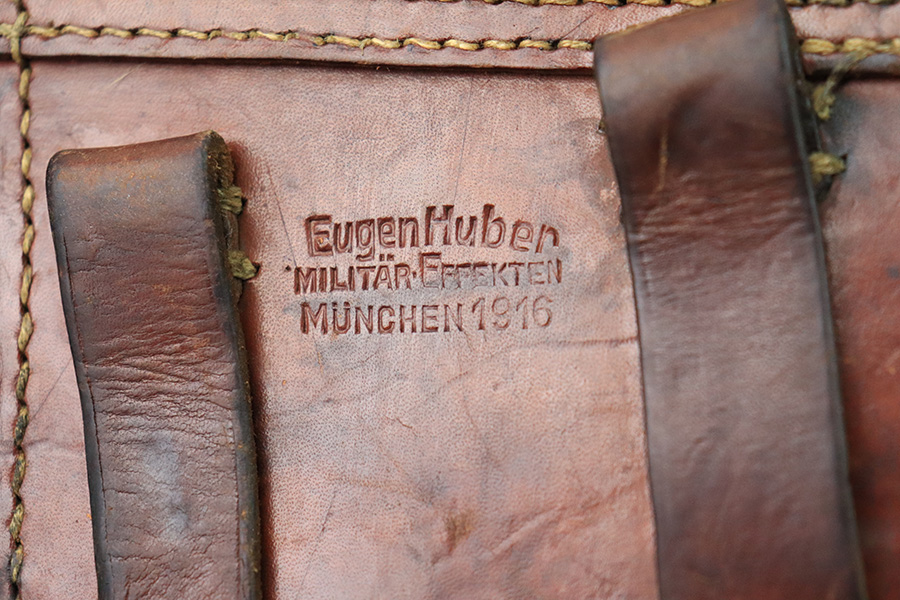 Eugen Huber
MILITÄR·EFFEKTEN
MÜNCHEN 1916